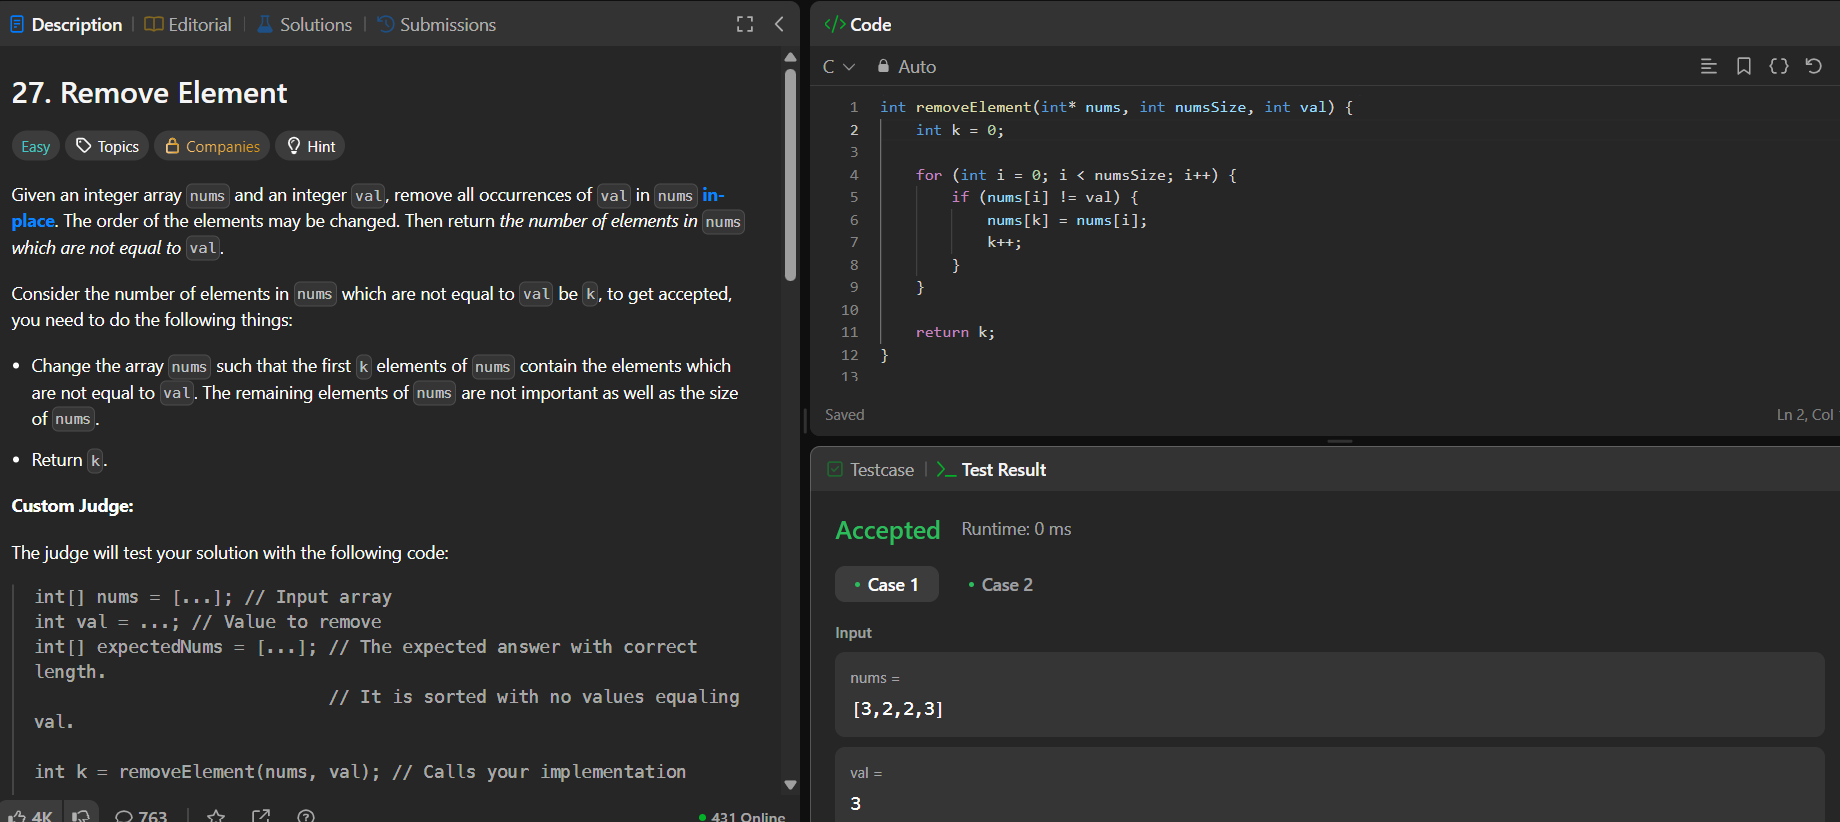 Description
Editorial
Solutions
Submissions
27. Remove Element
Easy
Topics
Companies
Hint
Given an integer array nums and an integer val, remove all occurrences of val in nums in-
place. The order of the elements may be changed. Then return the number of elements in nums
which are not equal to val.
Consider the number of elements in nums which are not equal to val be k, to get accepted,
you need to do the following things:
• Change the array nums such that the first k elements of nums contain the elements which
are not equal to val. The remaining elements of nums are not important as well as the size
of nums.
• Return k.
Custom Judge:
The judge will test your solution with the following code:
int[] nums = [...]; // Input array
int val = ...; // Value to remove
int[] expectedNums = [...]; // The expected answer with correct
length.
// It is sorted with no values equaling
val.
int k = removeElement(nums, val); // Calls your implementation
4K
763
431 Online
</> Code
C
Auto
1 int removeElement(int* nums, int numsSize, int val) {
2 int k = 0;
3
4 for (int i = 0; i < numsSize; i++) {
5 if (nums[i] != val) {
6 nums[k] = nums[i];
7 k++;
8 }
9 }
10
11 return k;
12 }
13
Saved
Ln 2, Col
Testcase
Test Result
Accepted
Runtime: 0 ms
• Case 1
• Case 2
Input
nums =
[3,2,2,3]
val =
3